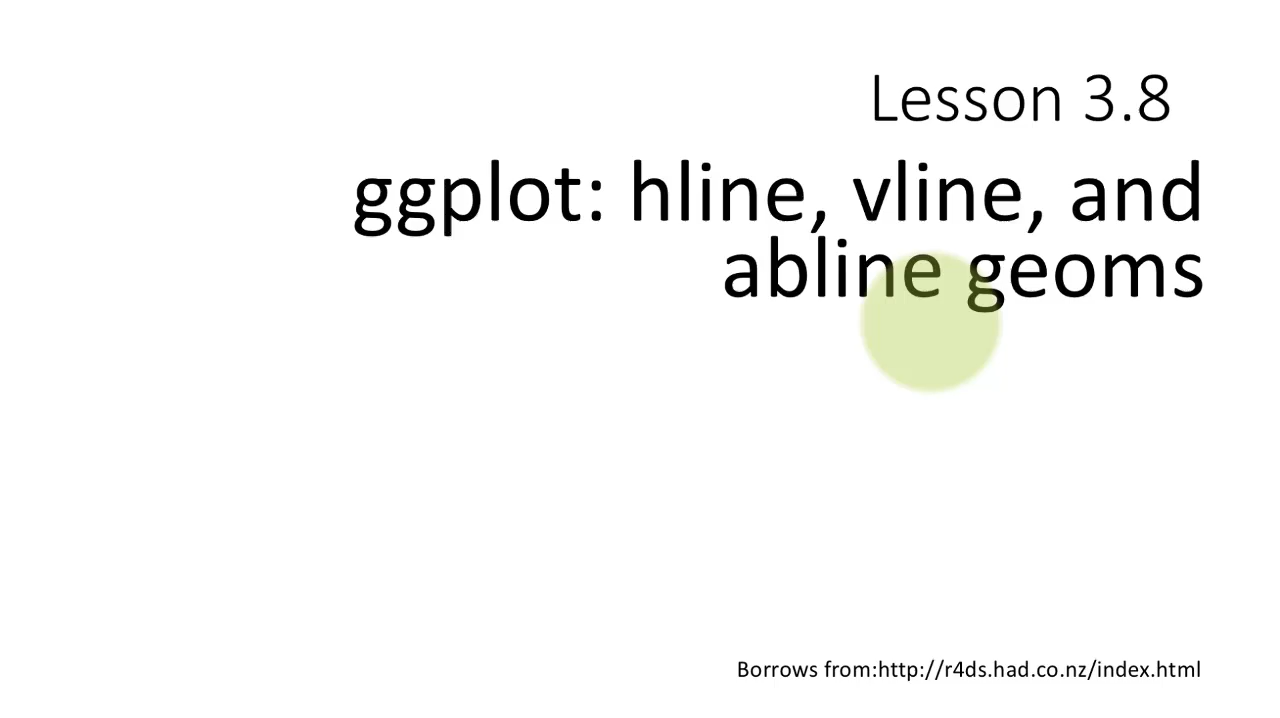 Lesson 3.8
ggplot: hline, vline, and
abline geoms
Borrows from:http://r4ds.had.co.nz/index.html